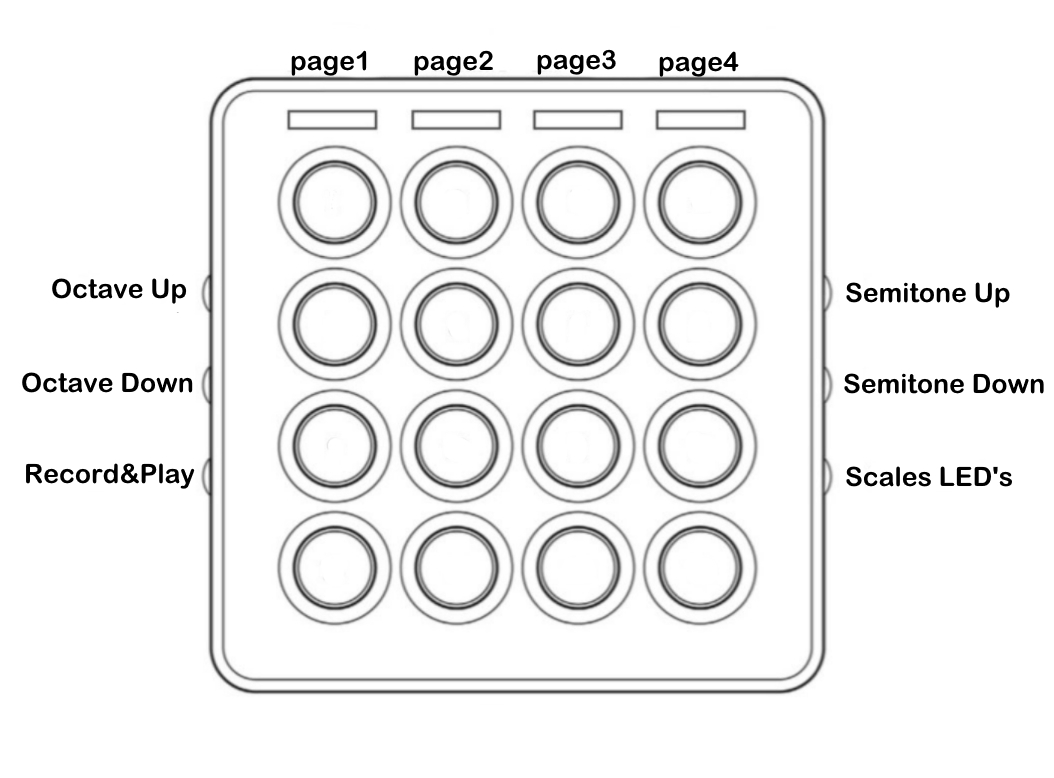 page1 page2 page3 page4
Octave Up
Semitone Up
Octave Down
Semitone Down
Record&Play
Scales LED's